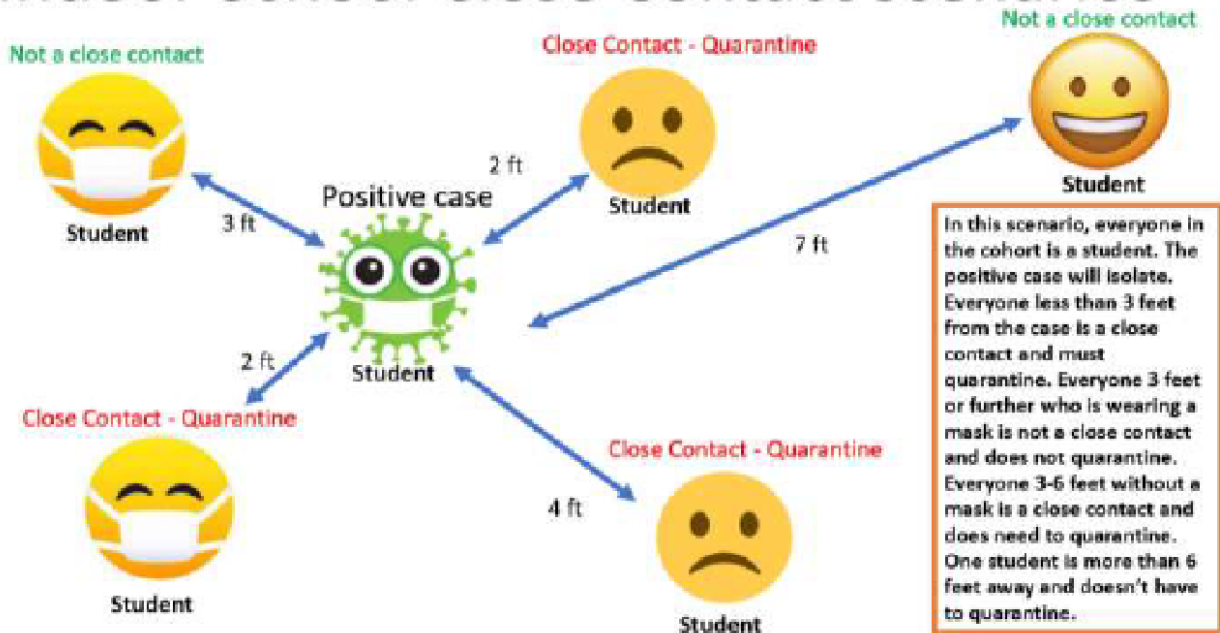 Not a close contact
Close Contact - Quarantine
Not a close contact
Student
2 ft
Positive case
Student
Student
3 ft
7 ft
2 ft
Student
Close Contact - Quarantine
Close Contact - Quarantine
4 ft
Student
Student
In this scenario, everyone in
the cohort is a student. The
positive case will isolate.
Everyone less than 3 feet
from the case is a close
contact and must
quarantine. Everyone 3 feet
or further who is wearing a
mask is not a close contact
and does not quarantine.
Everyone 3-6 feet without a
mask is a close contact and
does need to quarantine.
One student is more than 6
feet away and doesn't have
to quarantine.